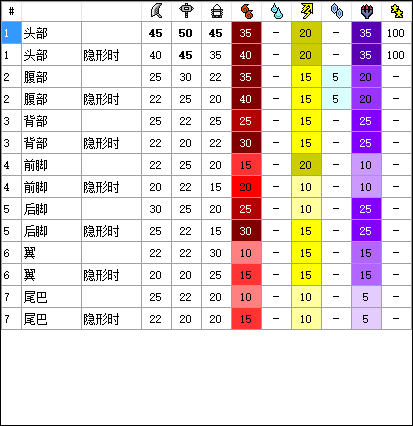 #
1 头部 45 50 45 35 — 20 — 35 100
1 头部 隐形时 40 45 35 40 — 20 — 35 100
2 腹部 25 30 22 35 — 15 5 20 —
2 腹部 隐形时 22 25 20 40 — 15 5 20 —
3 背部 25 22 25 25 — 15 — 25 —
3 背部 隐形时 22 20 22 30 — 15 — 25 —
4 前脚 22 25 20 15 — 20 — 10 —
4 前脚 隐形时 20 22 15 20 — 10 — 10 —
5 后脚 30 25 20 25 — 10 — 25 —
5 后脚 隐形时 25 22 15 30 — 15 — 25 —
6 翼 22 22 30 10 — 15 — 15 —
6 翼 隐形时 20 20 25 15 — 15 — 15 —
7 尾巴 25 22 20 10 — 10 — 5 —
7 尾巴 隐形时 22 20 20 15 — 10 — 5 —